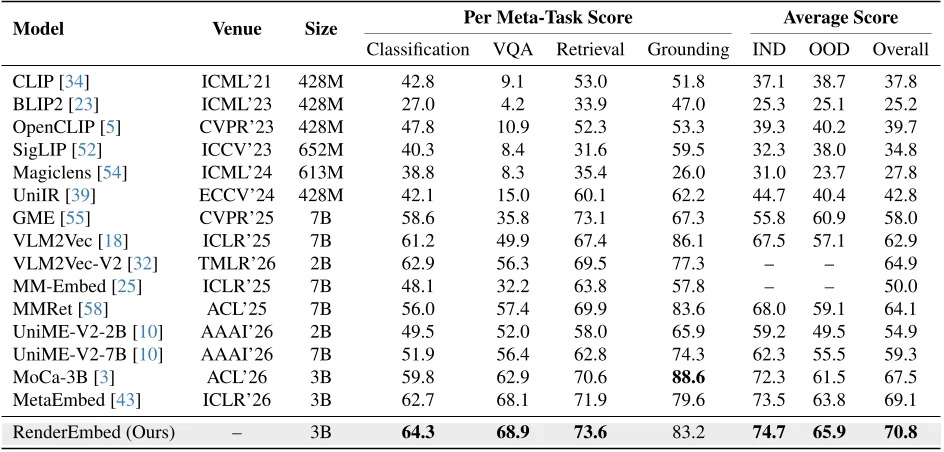 Model Venue Size Per Meta-Task Score Average Score
Classification VQA Retrieval Grounding IND OOD Overall
CLIP [34] ICML’21 428M 42.8 9.1 53.0 51.8 37.1 38.7 37.8
BLIP2 [23] ICML’23 428M 27.0 4.2 33.9 47.0 25.3 25.1 25.2
OpenCLIP [5] CVPR’23 428M 47.8 10.9 52.3 53.3 39.3 40.2 39.7
SigLIP [52] ICCV’23 652M 40.3 8.4 31.6 59.5 32.3 38.0 34.8
Magiclens [54] ICML’24 613M 38.8 8.3 35.4 26.0 31.0 23.7 27.8
UniIR [39] ECCV’24 428M 42.1 15.0 60.1 62.2 44.7 40.4 42.8
GME [55] CVPR’25 7B 58.6 35.8 73.1 67.3 55.8 60.9 58.0
VLM2Vec [18] ICLR’25 7B 61.2 49.9 67.4 86.1 67.5 57.1 62.9
VLM2Vec-V2 [32] TMLR’26 2B 62.9 56.3 69.5 77.3 – – 64.9
MM-Embed [25] ICLR’25 7B 48.1 32.2 63.8 57.8 – – 50.0
MMRet [58] ACL’25 7B 56.0 57.4 69.9 83.6 68.0 59.1 64.1
UniME-V2-2B [10] AAAI’26 2B 49.5 52.0 58.0 65.9 59.2 49.5 54.9
UniME-V2-7B [10] AAAI’26 7B 51.9 56.4 62.8 74.3 62.3 55.5 59.3
MoCa-3B [3] ACL’26 3B 59.8 62.9 70.6 88.6 72.3 61.5 67.5
MetaEmbed [43] ICLR’26 3B 62.7 68.1 71.9 79.6 73.5 63.8 69.1
RenderEmbed (Ours) – 3B 64.3 68.9 73.6 83.2 74.7 65.9 70.8